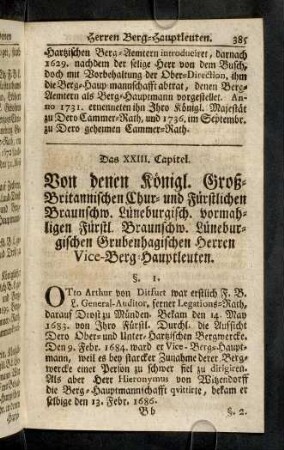 Herren Berg-Hauptleuten. 385
Hartzischen Berg-Aemtern introduciret, darnach
1629. nachdem der selige Herr von dem Busch,
doch mit Vorbehaltung der Ober-Direction, ihm
die Berg-Haupmannschafft abtrat, denen Berg-
Aemtern als Berg-Hauptmann vorgestellet. An-
no 1731. erneneten ihn Ihro Königl. Majestät
zu Dero Cammer-Rath, und 1736. im Septembr.
zu Dero geheimen Cammer-Rath.
Das XXIII. Capitel.
Von denen Königl. Groß-
Britannischen Chur- und Fürstlichen
Braunschw. Lüneburgisch. vormah-
ligen Fürstl. Braunschw. Lünebur-
gischen Grubenhagischen Herren
Vice-Berg-Hauptleuten.
§. 1.
OTto Arthur von Ditfurt war erstlich F. B.
L. General-Auditor, ferner Legations-Rath,
darauf Drost zu Münden. Bekam den 14. May
1683. von Ihro Fürstl. Durchl. die Aufsicht
Dero Ober- und Unter-Hartzischen Bergwercke.
Den 9. Febr. 1684. ward er Vice-Berg-Haupt-
mann, weil es bey starcker Zunahme derer Berg-
wercke einer Person zu schwer fiel zu dirigiren.
Als aber Herr Hieronymus von Witzendorff
die Berg-Hauptmannschafft qvittirte, bekam er
selbige den 13. Febr. 1686.
B b §. 2.